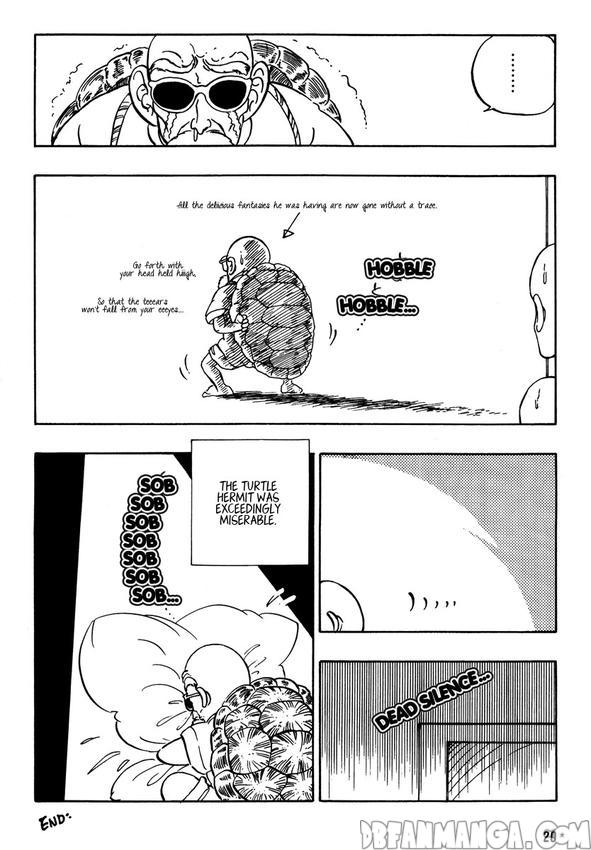 ........
All the delicious fantasies he was having are now gone without a trace.
Go forth with
your head held hiiigh,
So that the teeears
won't fall from your eeeyes...
HOBBLE
HOBBLE...
THE TURTLE
HERMIT WAS
EXCEEDINGLY
MISERABLE.
SOB
SOB
SOB
SOB
SOB
SOB
SOB...
DEAD SILENCE...
END
20
DBFANMANGA.COM